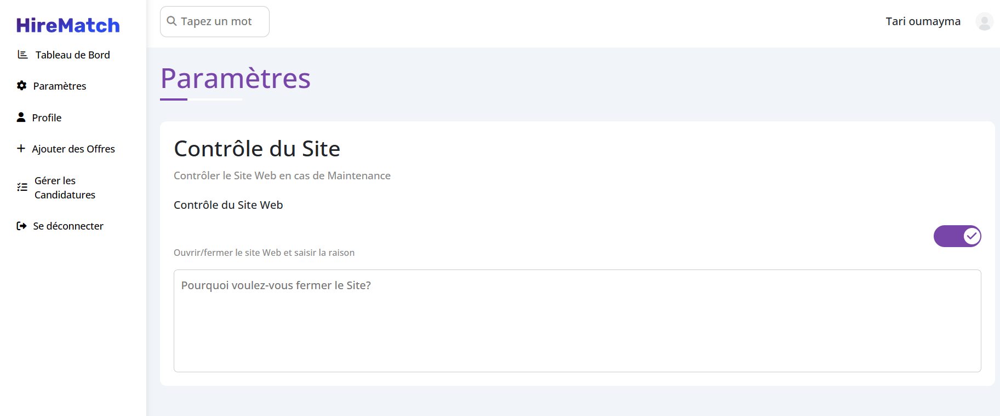 HireMatch
Tableau de Bord
Paramètres
Profile
Ajouter des Offres
Gérer les
Candidatures
Se déconnecter
Tapez un mot
Tari oumayma
Paramètres
Contrôle du Site
Contrôler le Site Web en cas de Maintenance
Contrôle du Site Web
Ouvrir/fermer le site Web et saisir la raison
Pourquoi voulez-vous fermer le Site?